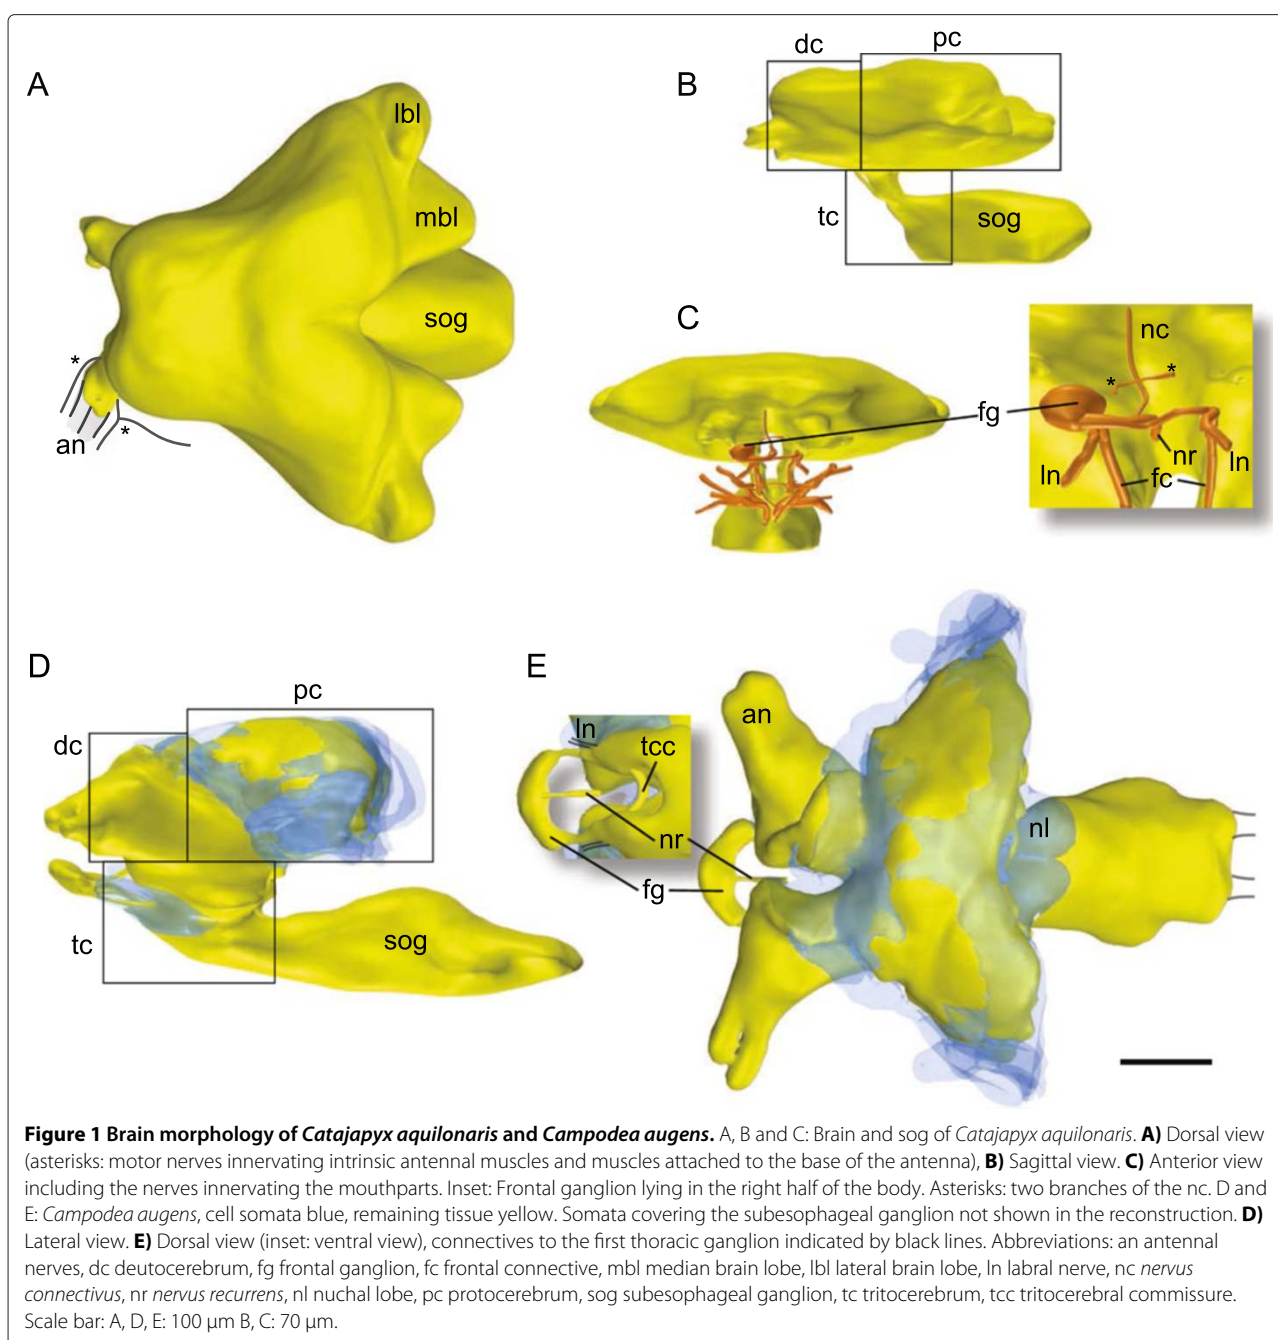 A
lbl
mbl
sog
*
an
*
B
dc
pc
tc
sog
C
fg
nc
*
*
ln
nr
ln
fc
D
pc
dc
tc
sog
E
ln
tcc
an
nr
fg
nl
Figure 1 Brain morphology of Catajapyx aquilonaris and Campodea augens. A, B and C: Brain and sog of Catajapyx aquilonaris. A) Dorsal view
(asterisks: motor nerves innervating intrinsic antennal muscles and muscles attached to the base of the antenna), B) Sagittal view. C) Anterior view
including the nerves innervating the mouthparts. Inset: Frontal ganglion lying in the right half of the body. Asterisks: two branches of the nc. D and
E: Campodea augens, cell somata blue, remaining tissue yellow. Somata covering the subesophageal ganglion not shown in the reconstruction. D)
Lateral view. E) Dorsal view (inset: ventral view), connectives to the first thoracic ganglion indicated by black lines. Abbreviations: an antennal
nerves, dc deutocerebrum, fg frontal ganglion, fc frontal connective, mbl median brain lobe, lbl lateral brain lobe, ln labral nerve, nc nervus
connectivus, nr nervus recurrens, nl nuchal lobe, pc protocerebrum, sog subesophageal ganglion, tc tritocerebrum, tcc tritocerebral commissure.
Scale bar: A, D, E: 100 μm B, C: 70 μm.